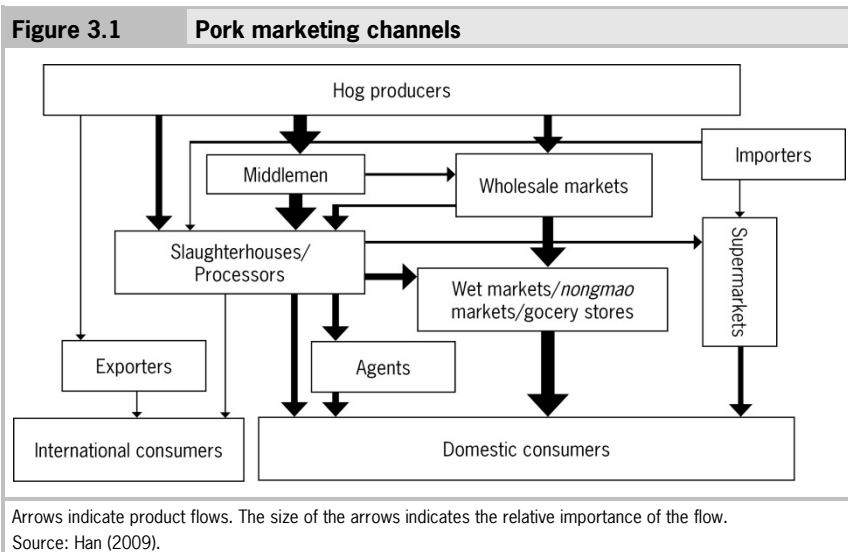 Figure 3.1 Pork marketing channels
Hog producers
Importers
Middlemen
Wholesale markets
Slaughterhouses/
Processors
Supermarkets
Wet markets/nongmao
markets/gocery stores
Exporters
Agents
International consumers
Domestic consumers
Arrows indicate product flows. The size of the arrows indicates the relative importance of the flow.
Source: Han (2009).